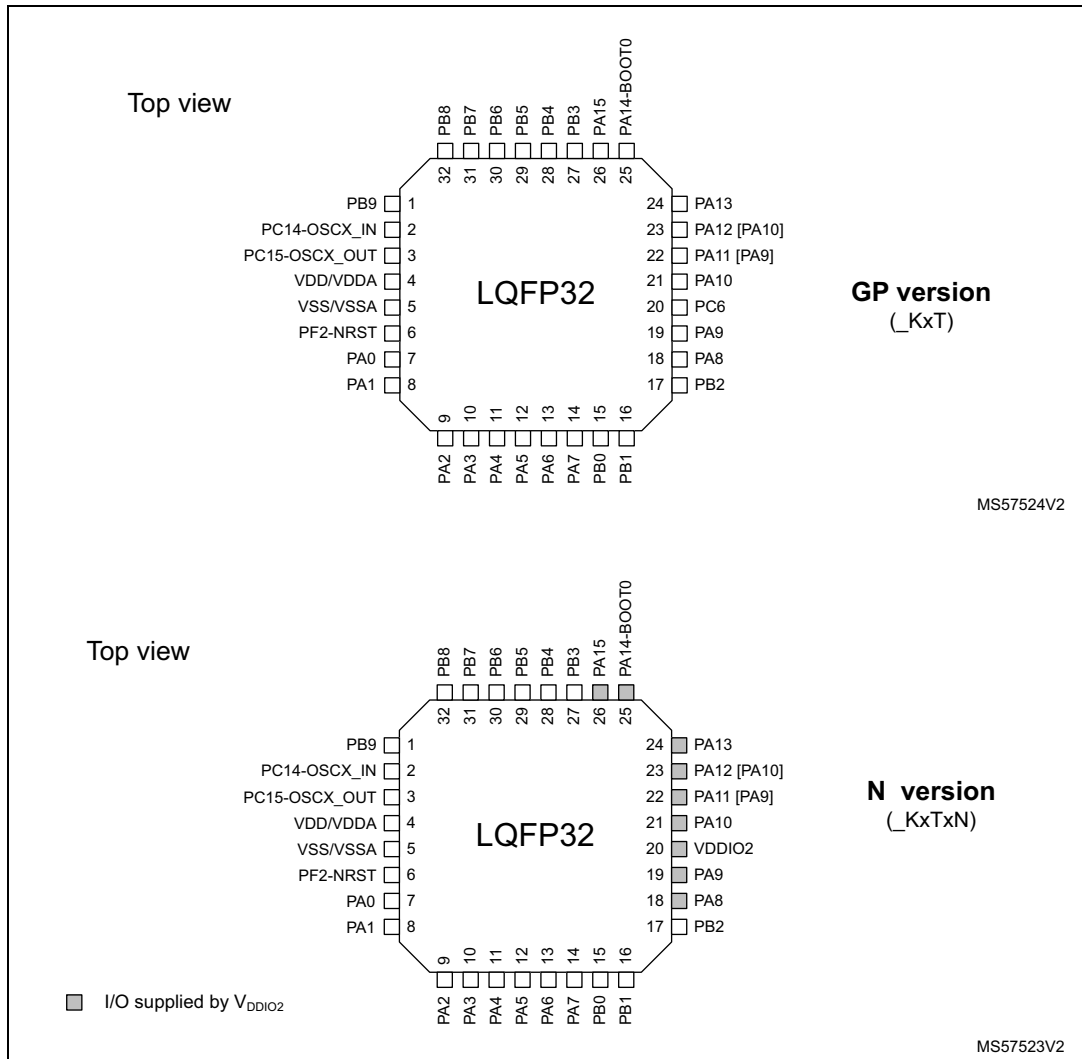 Top view
PB8
PB7
PB6
PB5
PB4
PB3
PA15
PA14-BOOT0
32
31
30
29
28
27
26
25
PB9 1
PC14-OSCX_IN 2
PC15-OSCX_OUT 3
VDD/VDDA 4
VSS/VSSA 5
PF2-NRST 6
PA0 7
PA1 8
LQFP32
24 PA13
23 PA12 [PA10]
22 PA11 [PA9]
21 PA10
20 PC6
19 PA9
18 PA8
17 PB2
GP version
(_KxT)
9
10
11
12
13
14
15
16
PA2
PA3
PA4
PA5
PA6
PA7
PB0
PB1
MS57524V2
Top view
PB8
PB7
PB6
PB5
PB4
PB3
PA15
PA14-BOOT0
32
31
30
29
28
27
26
25
PB9 1
PC14-OSCX_IN 2
PC15-OSCX_OUT 3
VDD/VDDA 4
VSS/VSSA 5
PF2-NRST 6
PA0 7
PA1 8
LQFP32
24 PA13
23 PA12 [PA10]
22 PA11 [PA9]
21 PA10
20 VDDIO2
19 PA9
18 PA8
17 PB2
N version
(_KxTxN)
9
10
11
12
13
14
15
16
PA2
PA3
PA4
PA5
PA6
PA7
PB0
PB1
I/O supplied by VDDIO2
MS57523V2